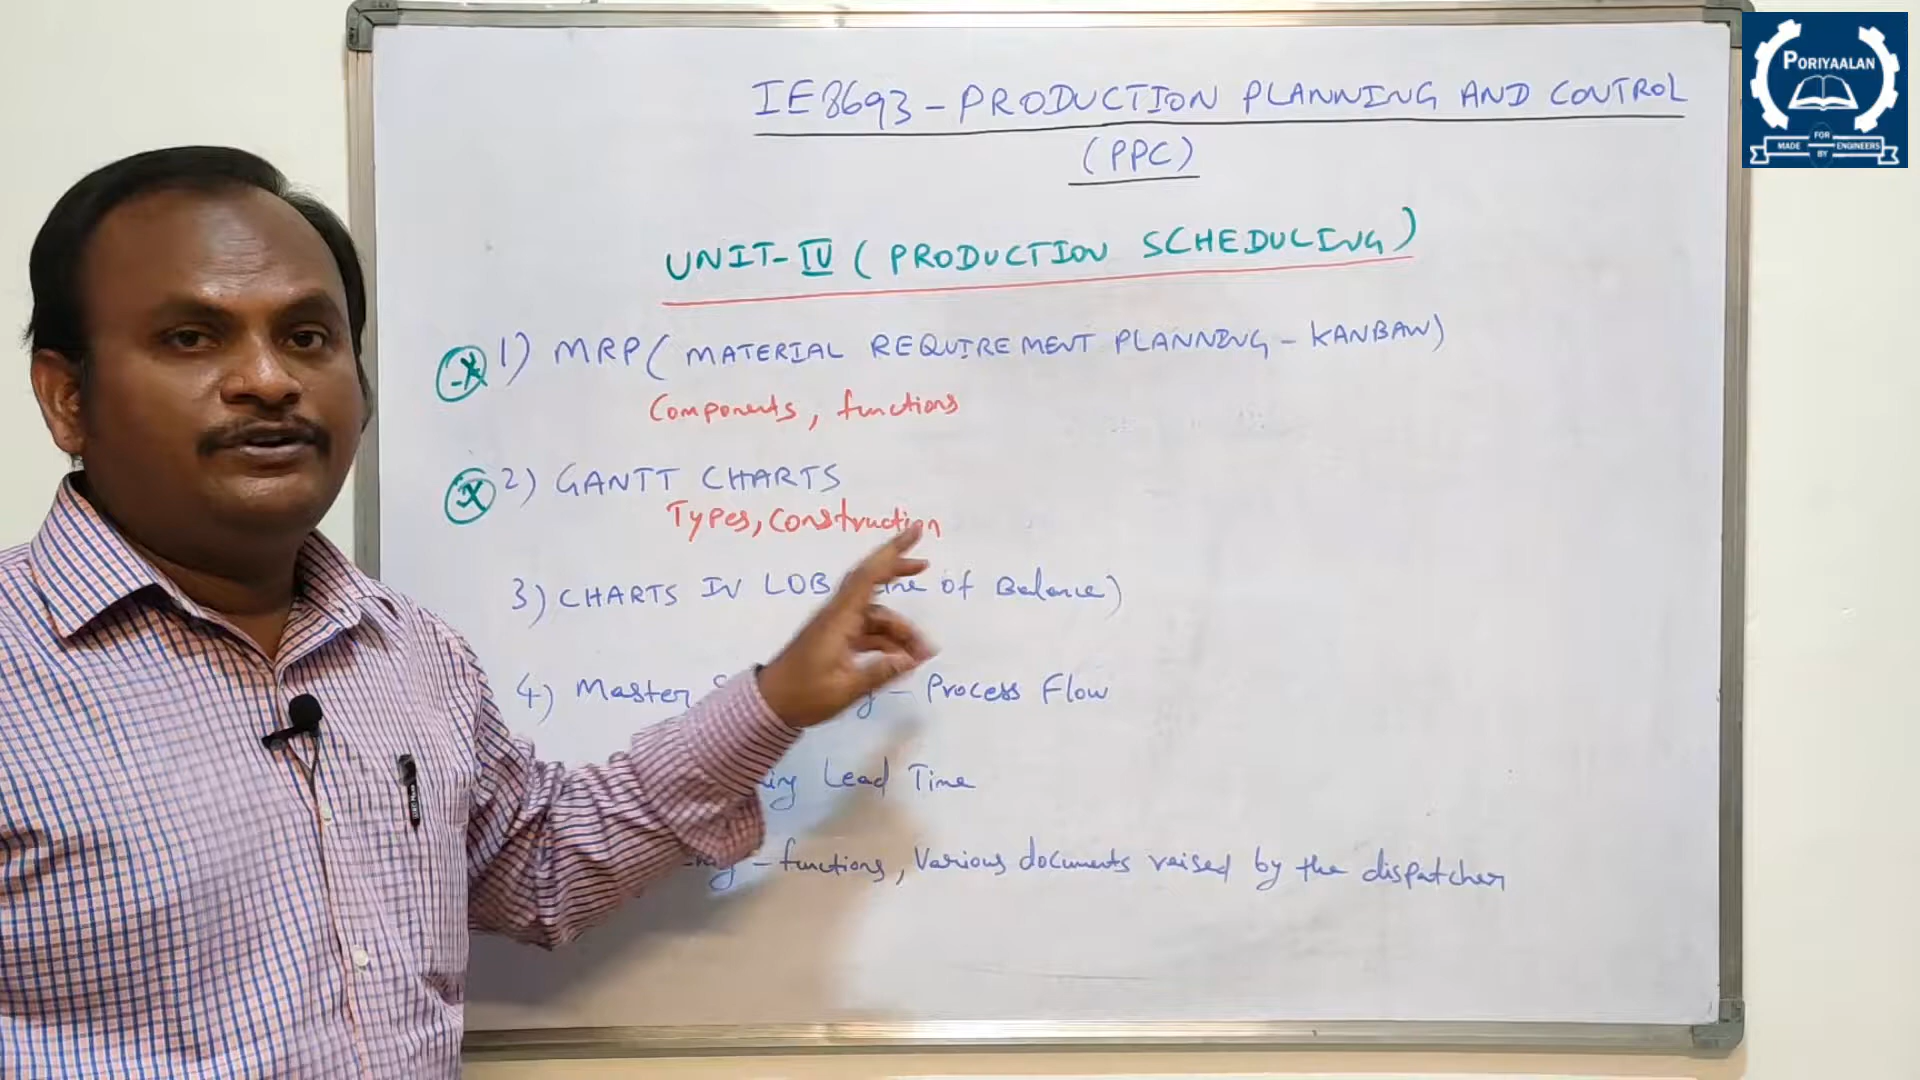 IE8693 - PRODUCTION PLANNING AND CONTROL
(PPC)
UNIT-IV (PRODUCTION SCHEDULING)
1) MRP (MATERIAL REQUIREMENT PLANNING - KANBAN)
Components, functions
2) GANTT CHARTS
Types, Construction
3) CHARTS IN LOB of Balance)
4) Master - Process Flow
Lead Time
- functions, Various documents raised by the dispatcher
PORIYAALAN
MADE FOR BY ENGINEERS